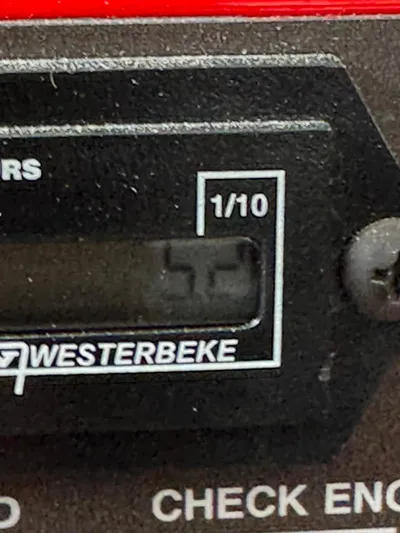 RS
1/10
WESTERBEKE
CHECK ENG